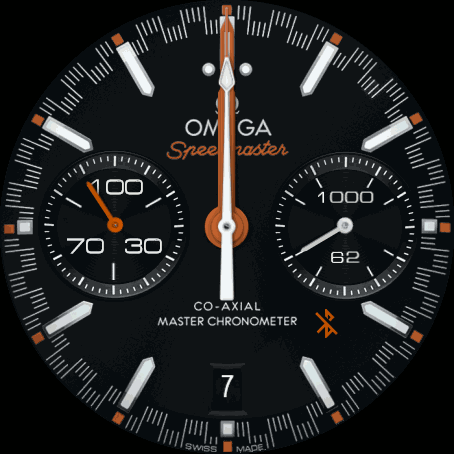 OMEGA
Speedmaster
100
70 30
1000
62
CO-AXIAL
MASTER CHRONOMETER
7
SWISS MADE